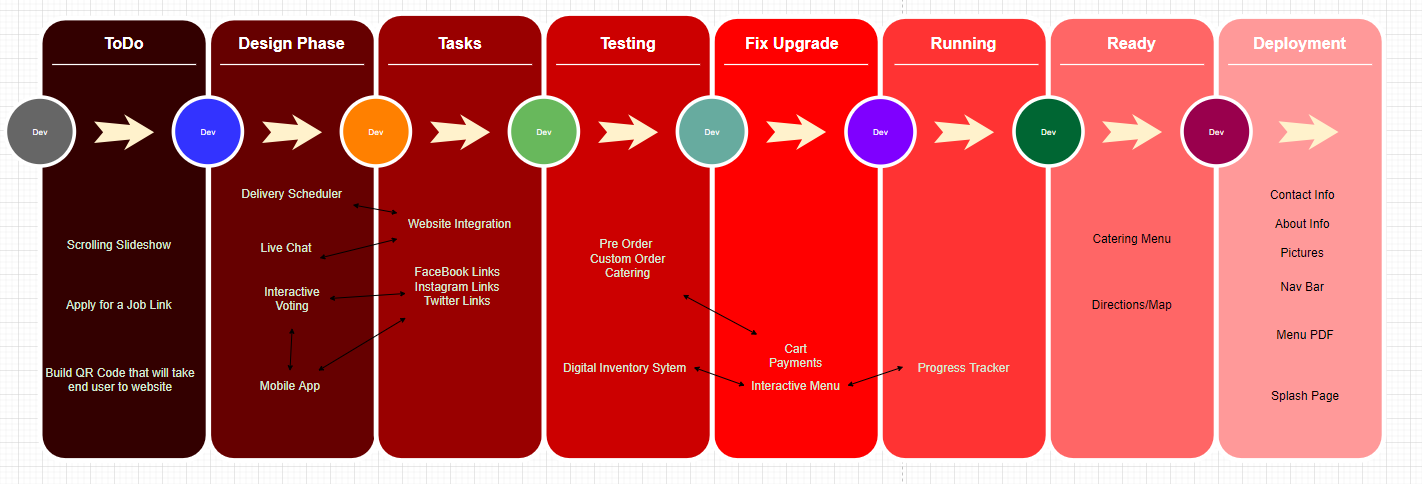 ToDo
Design Phase
Tasks
Testing
Fix Upgrade
Running
Ready
Deployment
Dev
Dev
Dev
Dev
Dev
Dev
Dev
Dev
Scrolling Slideshow
Apply for a Job Link
Build QR Code that will take
end user to website
Delivery Scheduler
Live Chat
Interactive
Voting
Mobile App
Website Integration
FaceBook Links
Instagram Links
Twitter Links
Pre Order
Custom Order
Catering
Digital Inventory Sytem
Cart
Payments
Interactive Menu
Progress Tracker
Catering Menu
Directions/Map
Contact Info
About Info
Pictures
Nav Bar
Menu PDF
Splash Page